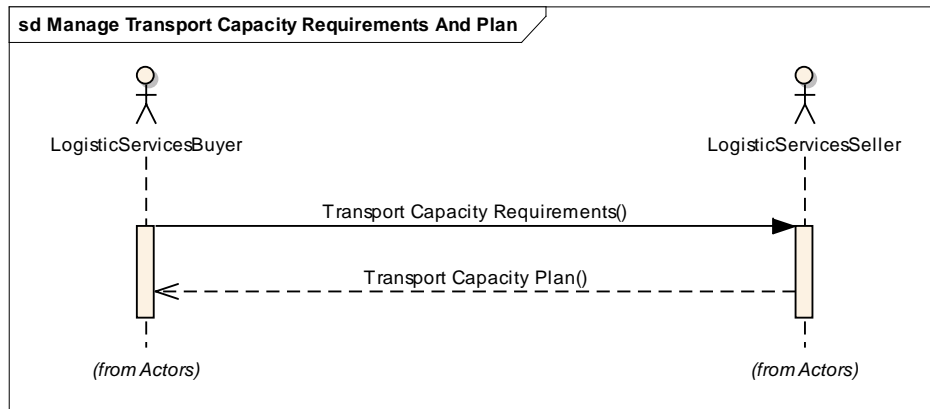 sd Manage Transport Capacity Requirements And Plan
LogisticServicesBuyer
LogisticServicesSeller
Transport Capacity Requirements()
Transport Capacity Plan()
(from Actors)
(from Actors)